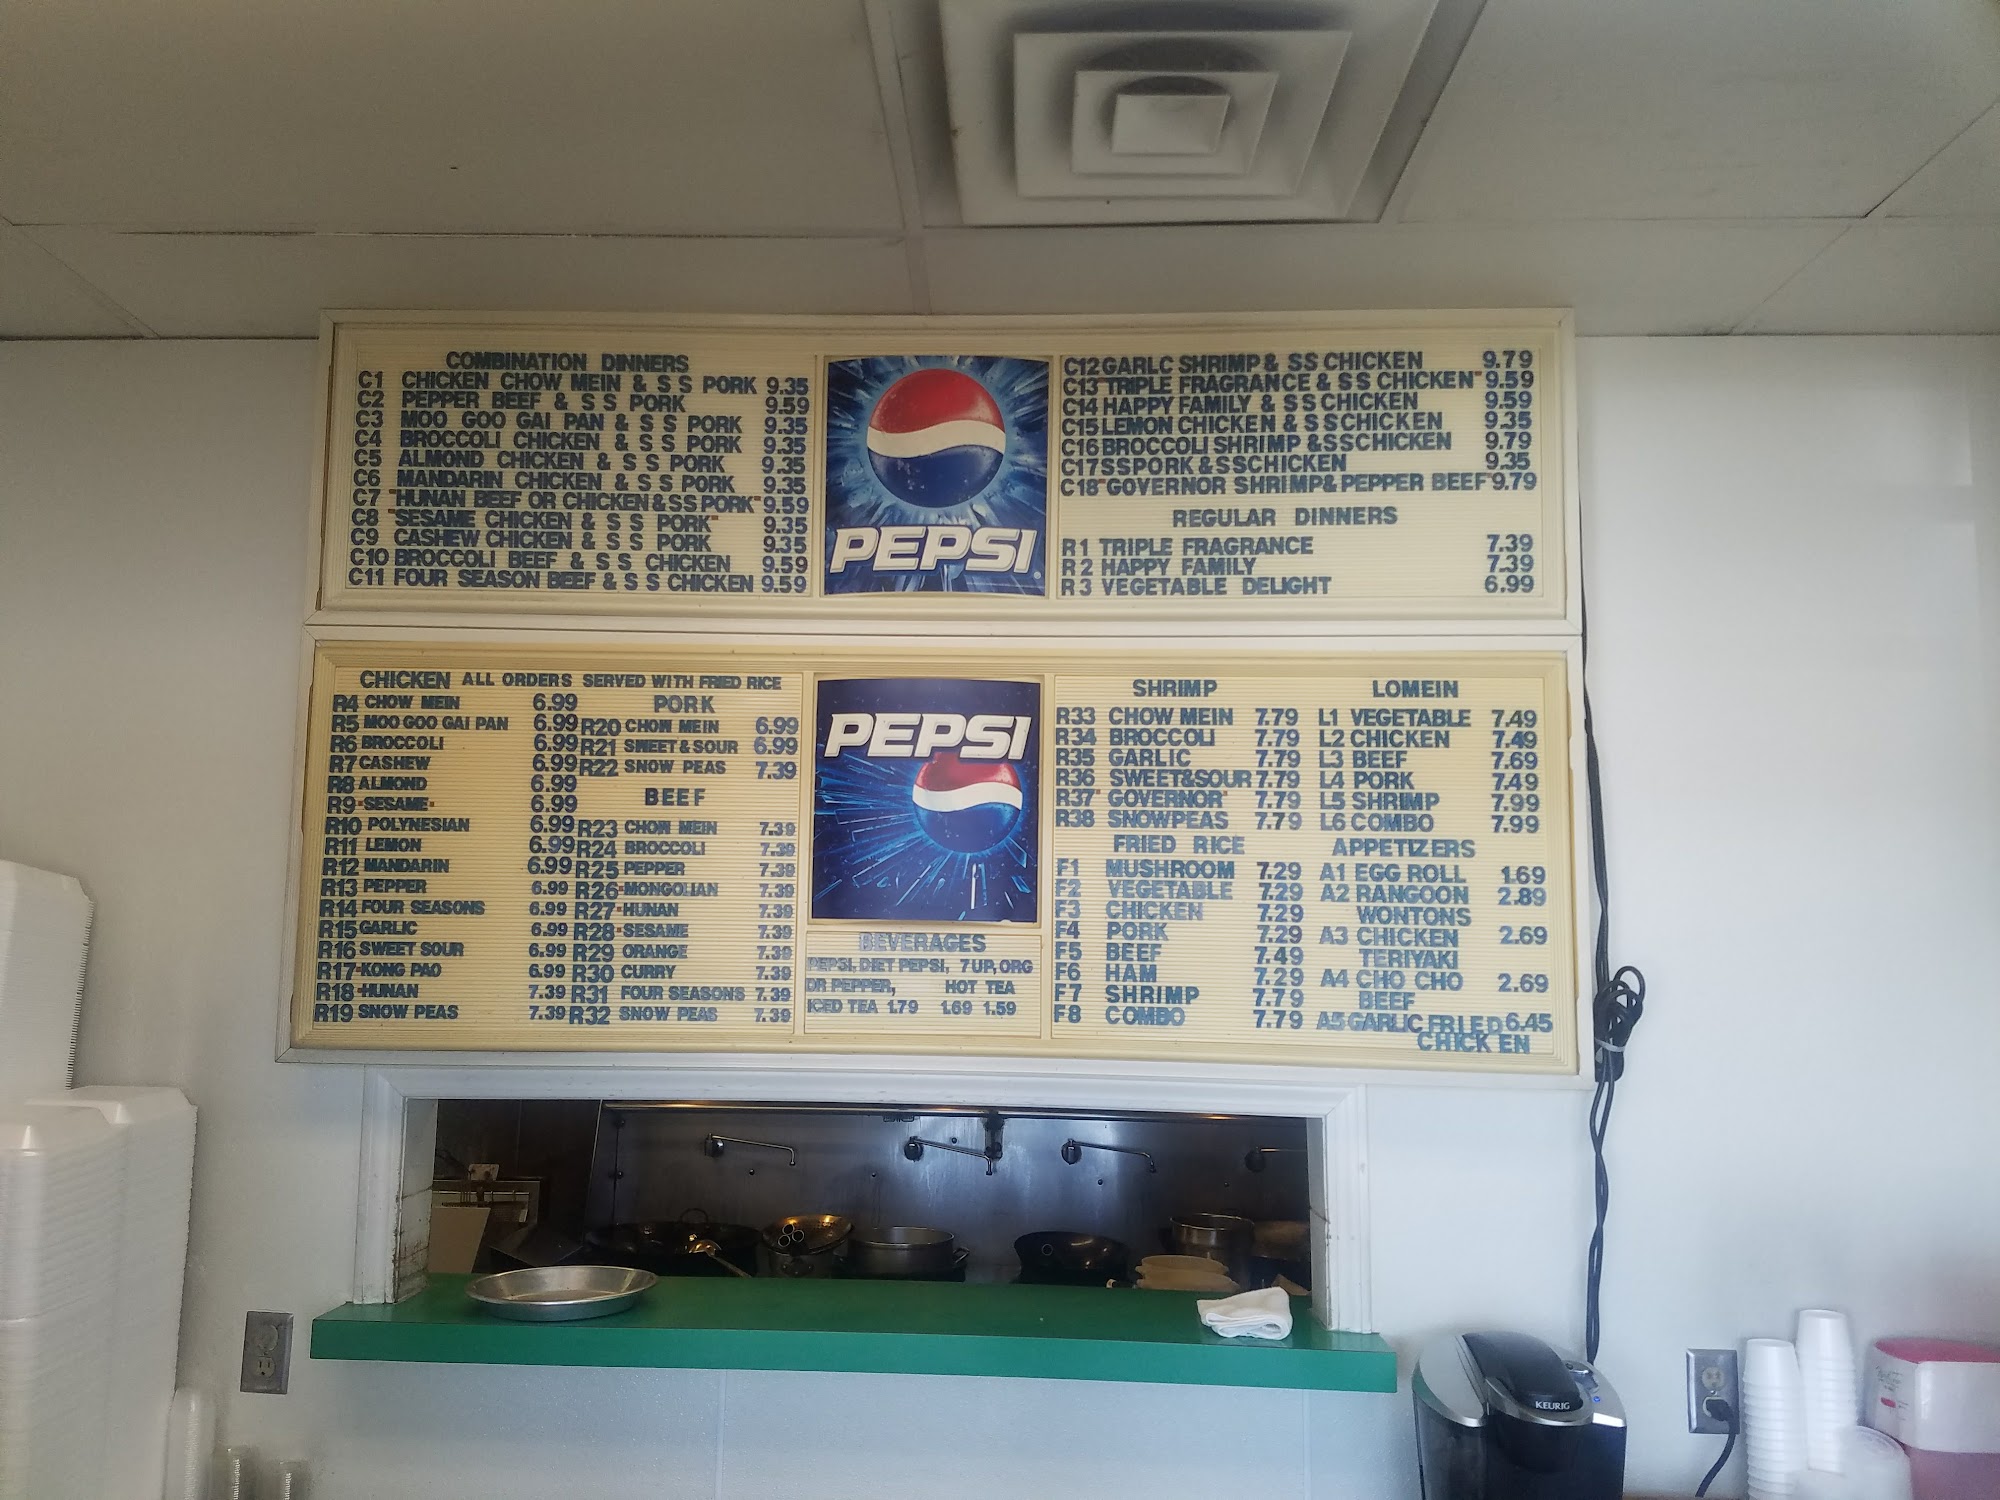 COMBINATION DINNERS
C1 CHICKEN CHOW MEIN & S S PORK 9.35
C2 PEPPER BEEF & S S PORK 9.59
C3 MOO GOO GAI PAN & S S PORK 9.35
C4 BROCCOLI CHICKEN & S S PORK 9.35
C5 ALMOND CHICKEN & S S PORK 9.35
C6 MANDARIN CHICKEN & S S PORK 9.35
C7 "HUNAN BEEF OR CHICKEN & SS PORK" 9.59
C8 "SESAME CHICKEN & S S PORK" 9.35
C9 CASHEW CHICKEN & S S PORK 9.35
C10 BROCCOLI BEEF & S S CHICKEN 9.59
C11 FOUR SEASON BEEF & S S CHICKEN 9.59
PEPSI
C12 GARLC SHRIMP & SS CHICKEN 9.79
C13 "TRIPLE FRAGRANCE & S S CHICKEN" 9.59
C14 HAPPY FAMILY & S S CHICKEN 9.59
C15 LEMON CHICKEN & SS CHICKEN 9.35
C16 BROCCOLI SHRIMP & SS CHICKEN 9.79
C17 SS PORK & SS CHICKEN 9.35
C18 "GOVERNOR SHRIMP & PEPPER BEEF" 9.79
REGULAR DINNERS
R1 TRIPLE FRAGRANCE 7.39
R2 HAPPY FAMILY 7.39
R3 VEGETABLE DELIGHT 6.99
CHICKEN ALL ORDERS SERVED WITH FRIED RICE
R4 CHOW MEIN 6.99
R5 MOO GOO GAI PAN 6.99
R6 BROCCOLI 6.99
R7 CASHEW 6.99
R8 ALMOND 6.99
R9 "SESAME" 6.99
R10 POLYNESIAN 6.99
R11 LEMON 6.99
R12 MANDARIN 6.99
R13 PEPPER 6.99
R14 FOUR SEASONS 6.99
R15 GARLIC 6.99
R16 SWEET SOUR 6.99
R17 "KONG PAO 6.99
R18 "HUNAN 7.39
R19 SNOW PEAS 7.39
PORK
R20 CHOW MEIN 6.99
R21 SWEET & SOUR 6.99
R22 SNOW PEAS 7.39
BEEF
R23 CHOW MEIN 7.39
R24 BROCCOLI 7.39
R25 PEPPER 7.39
R26 "MONGOLIAN 7.39
R27 "HUNAN 7.39
R28 "SESAME 7.39
R29 ORANGE 7.39
R30 CURRY 7.39
R31 FOUR SEASONS 7.39
R32 SNOW PEAS 7.39
PEPSI
BEVERAGES
PEPSI, DIET PEPSI, 7UP, ORG
DR PEPPER, HOT TEA
ICED TEA 1.79 1.69 1.59
SHRIMP
R33 CHOW MEIN 7.79
R34 BROCCOLI 7.79
R35 GARLIC 7.79
R36 SWEET&SOUR 7.79
R37 "GOVERNOR" 7.79
R38 SNOWPEAS 7.79
FRIED RICE
F1 MUSHROOM 7.29
F2 VEGETABLE 7.29
F3 CHICKEN 7.29
F4 PORK 7.29
F5 BEEF 7.49
F6 HAM 7.29
F7 SHRIMP 7.79
F8 COMBO 7.79
LOMEIN
L1 VEGETABLE 7.49
L2 CHICKEN 7.49
L3 BEEF 7.69
L4 PORK 7.49
L5 SHRIMP 7.99
L6 COMBO 7.99
APPETIZERS
A1 EGG ROLL 1.69
A2 RANGOON 2.89
WONTONS
A3 CHICKEN 2.69
TERIYAKI
A4 CHO CHO 2.69
BEEF
A5 GARLIC FRIED 6.45
CHICKEN
KEURIG